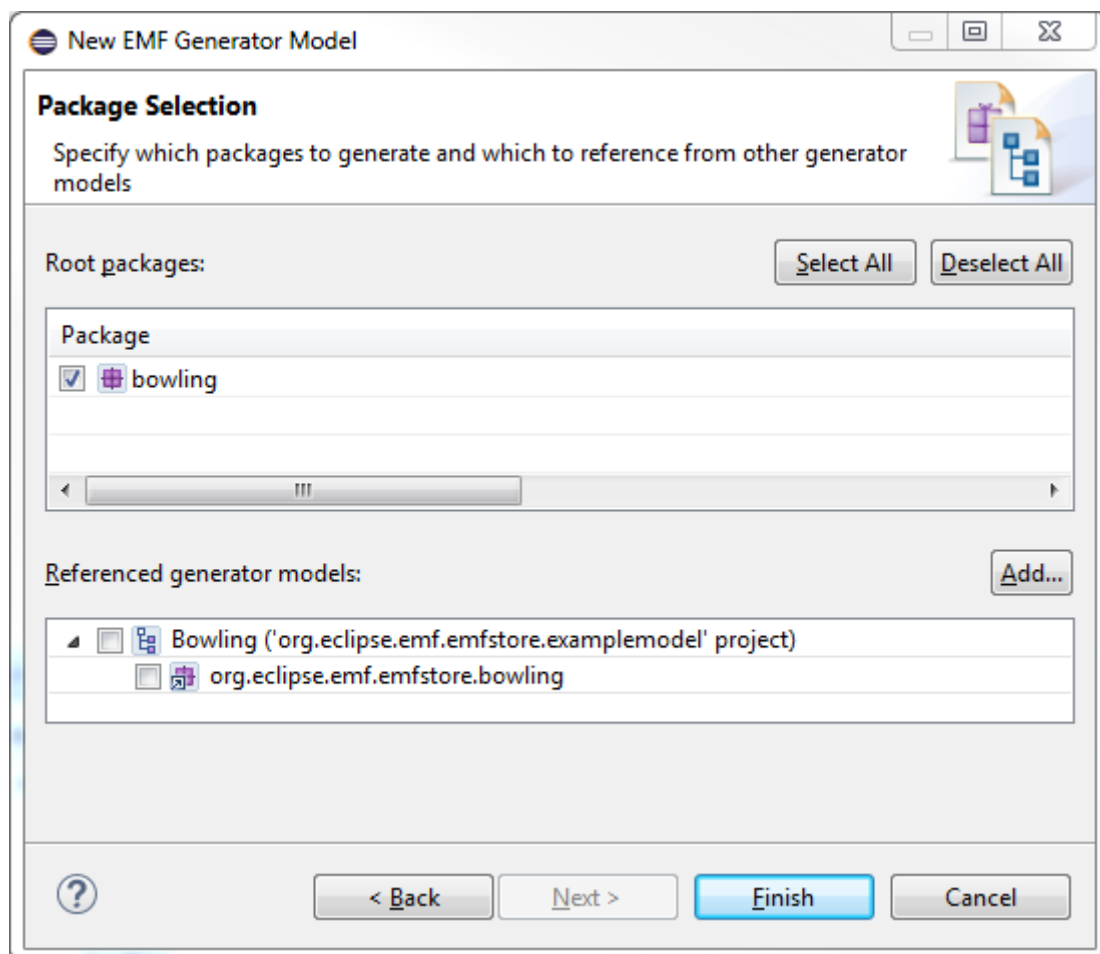 New EMF Generator Model
Package Selection
Specify which packages to generate and which to reference from other generator
models
Root packages:
Select All
Deselect All
Package
bowling
Referenced generator models:
Add...
Bowling ('org.eclipse.emf.emfstore.examplemodel' project)
org.eclipse.emf.emfstore.bowling
?
< Back
Next >
Finish
Cancel